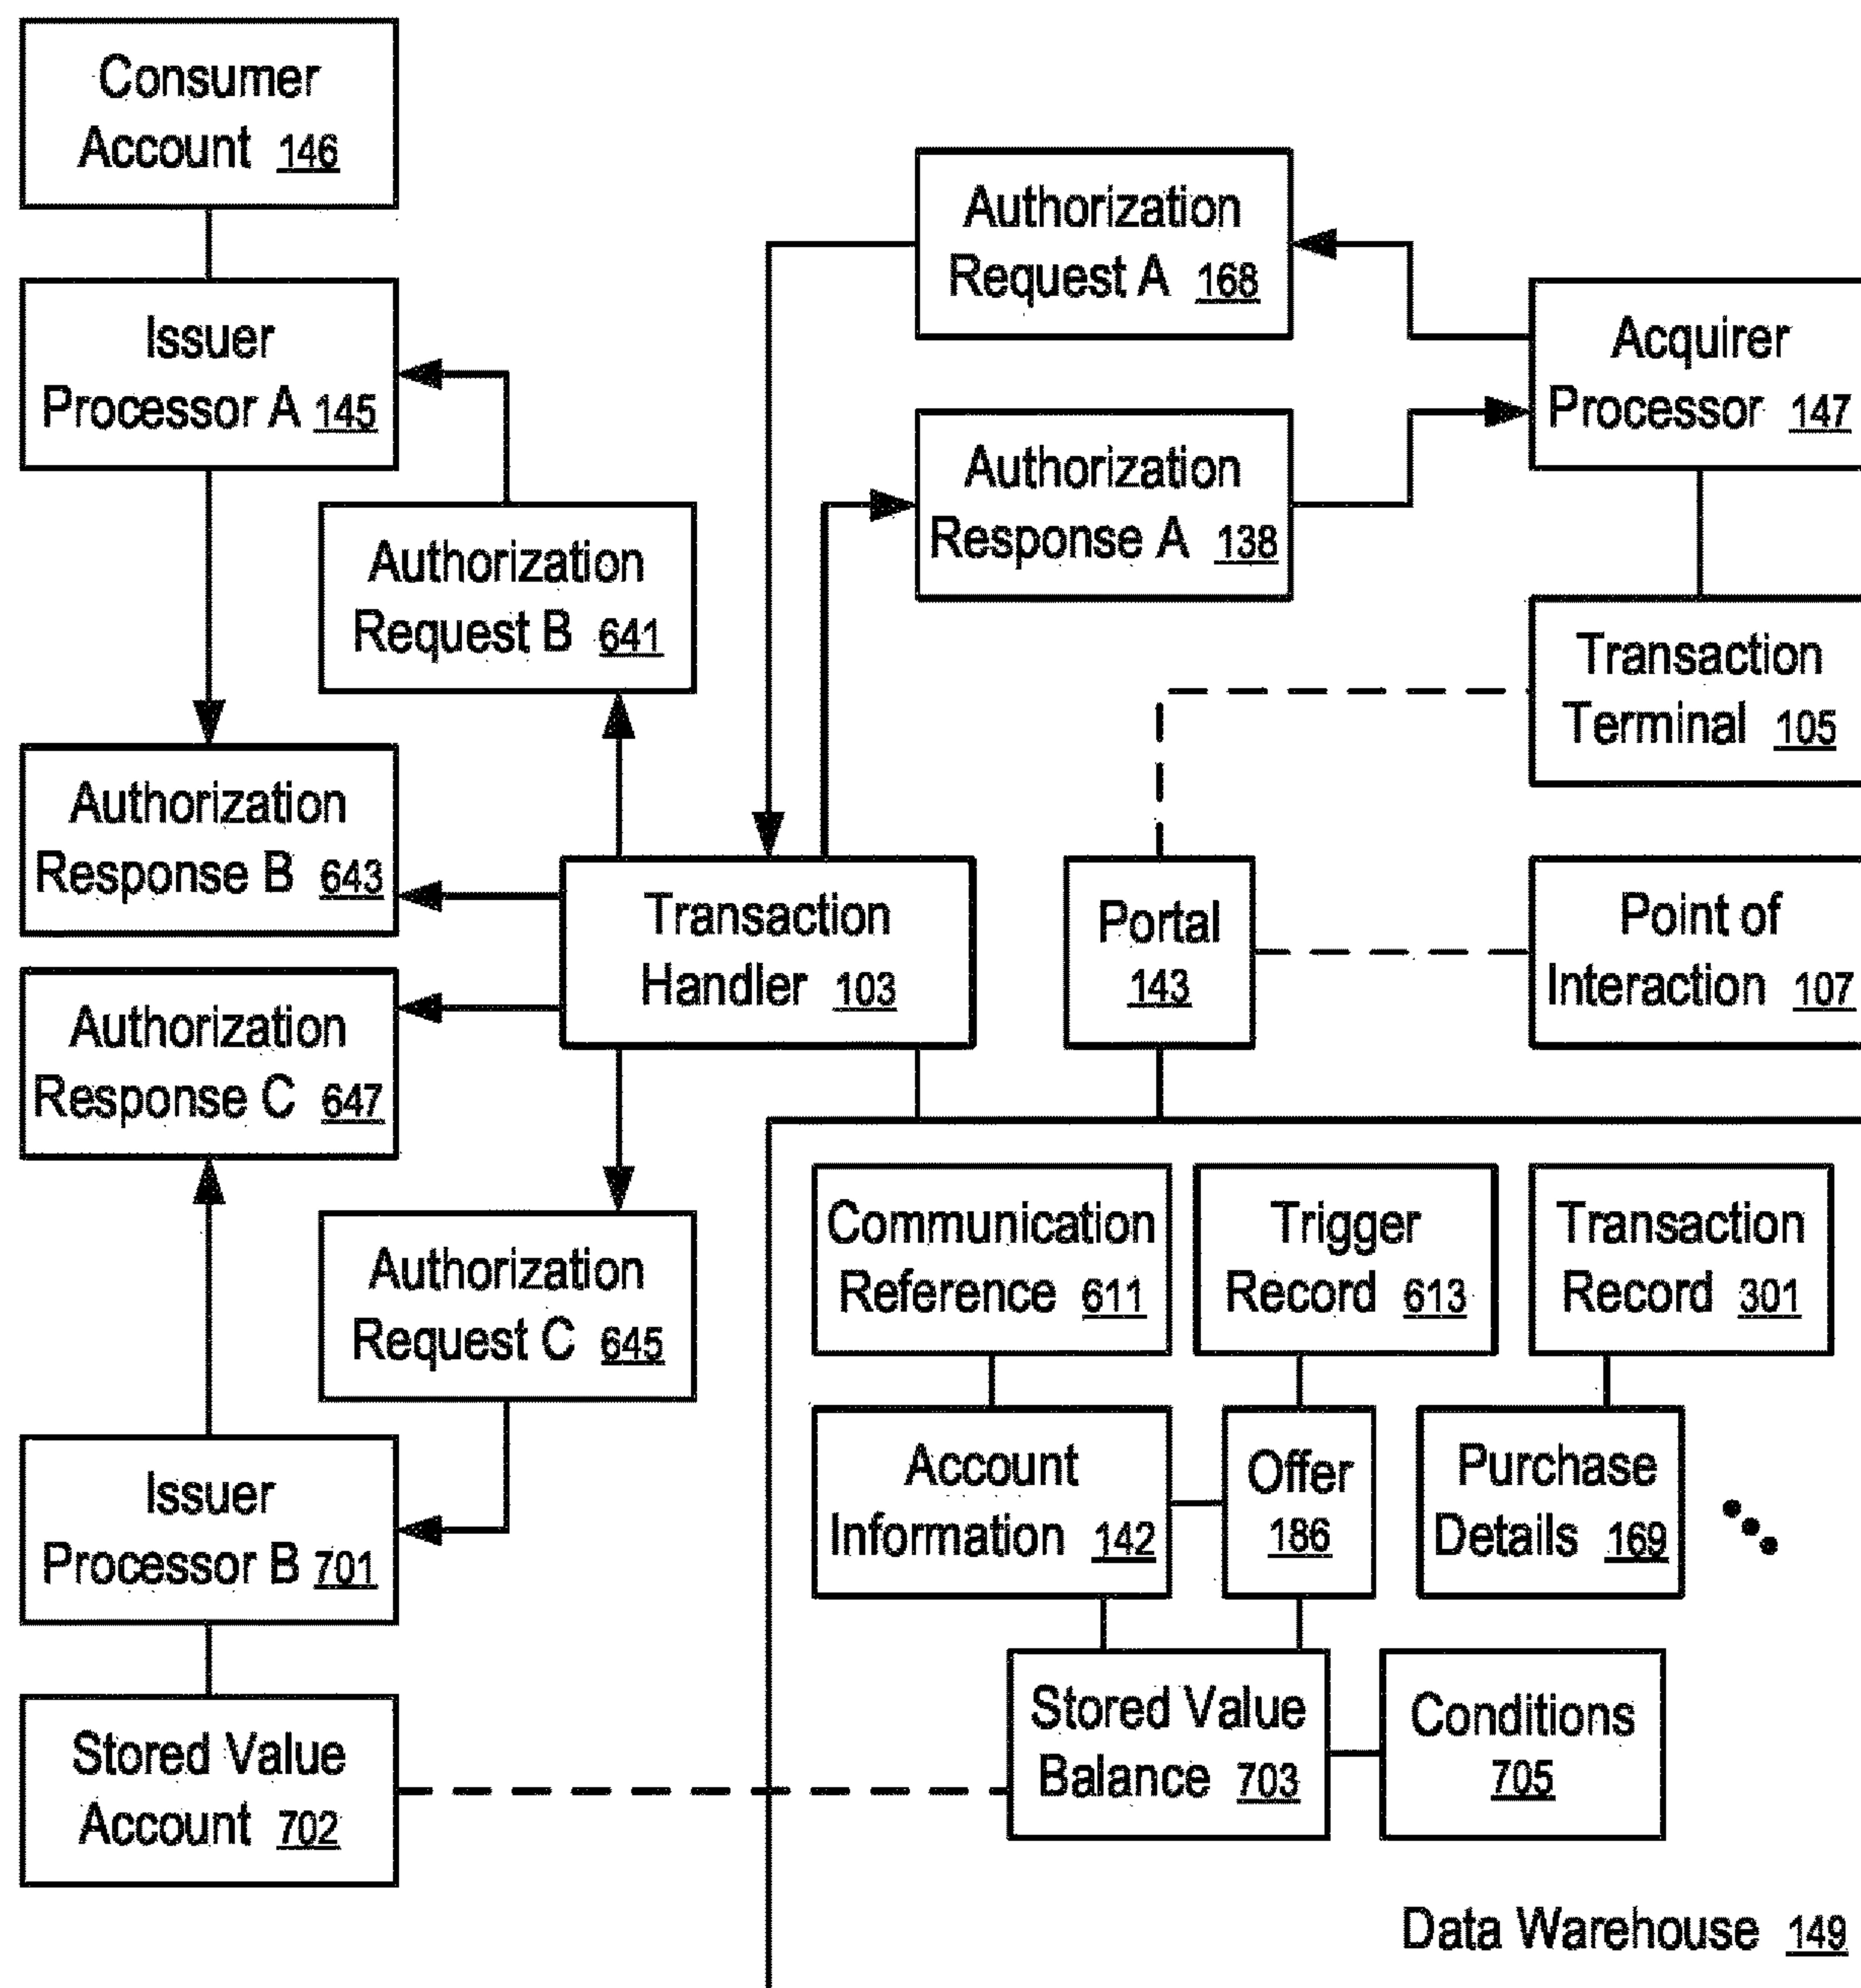 Consumer
Account 146
Issuer
Processor A 145
Authorization
Request B 641
Authorization
Response B 643
Authorization
Response C 647
Authorization
Request C 645
Issuer
Processor B 701
Stored Value
Account 702
Authorization
Request A 168
Authorization
Response A 138
Acquirer
Processor 147
Transaction
Terminal 105
Transaction
Handler 103
Portal
143
Point of
Interaction 107
Communication
Reference 611
Trigger
Record 613
Transaction
Record 301
Account
Information 142
Offer
186
Purchase
Details 169
Stored Value
Balance 703
Conditions
705
Data Warehouse 149